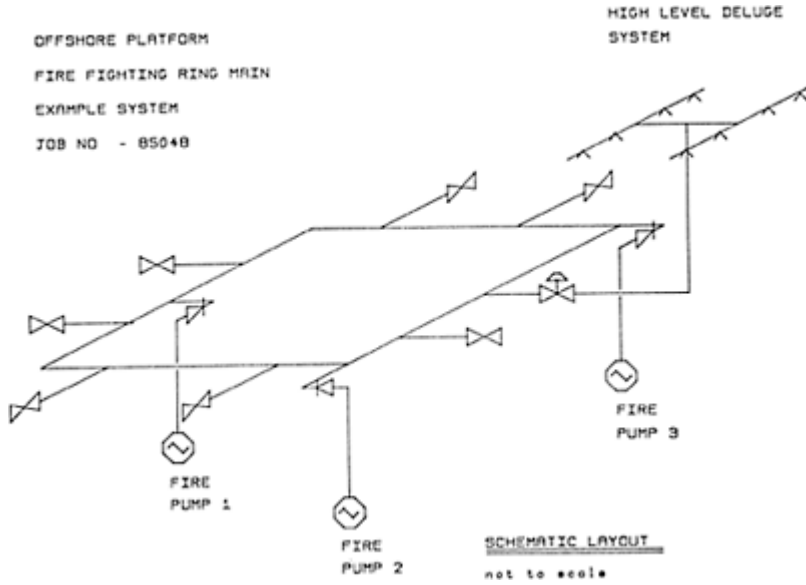 OFFSHORE PLATFORM
FIRE FIGHTING RING MAIN
EXAMPLE SYSTEM
JOB NO - 85048
HIGH LEVEL DELUGE
SYSTEM
FIRE
PUMP 1
FIRE
PUMP 2
FIRE
PUMP 3
SCHEMATIC LAYOUT
not to scale